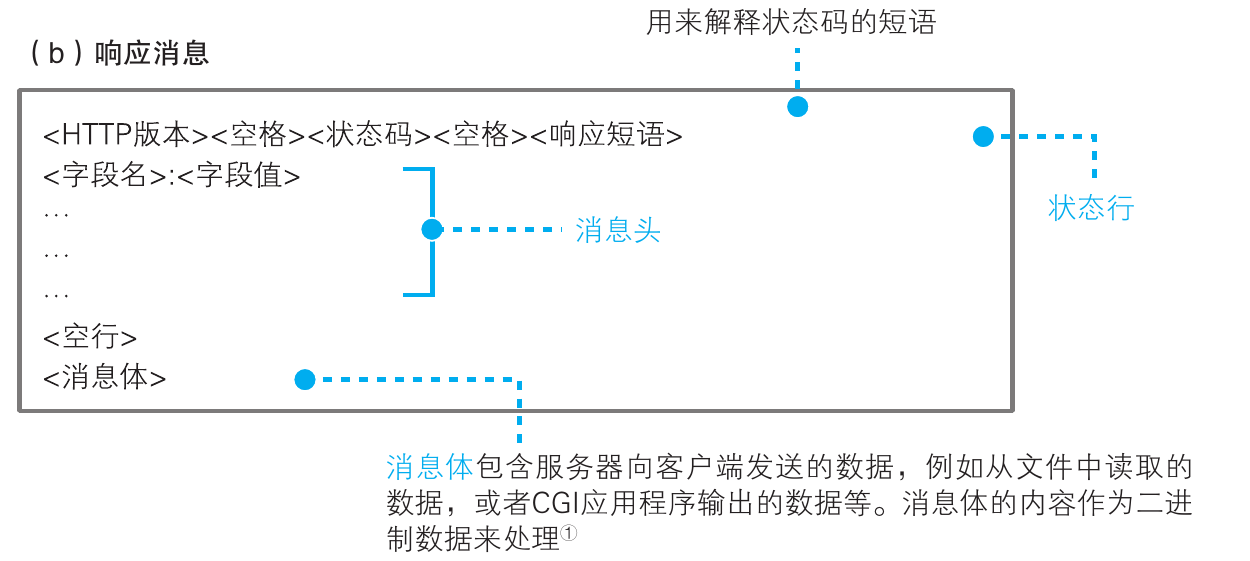 用来解释状态码的短语
（b）响应消息
<HTTP版本><空格><状态码><空格><响应短语>
<字段名>:<字段值>
状态行
…
消息头
…
…
<空行>
<消息体>
消息体包含服务器向客户端发送的数据，例如从文件中读取的
数据，或者CGI应用程序输出的数据等。消息体的内容作为二进
制数据来处理①